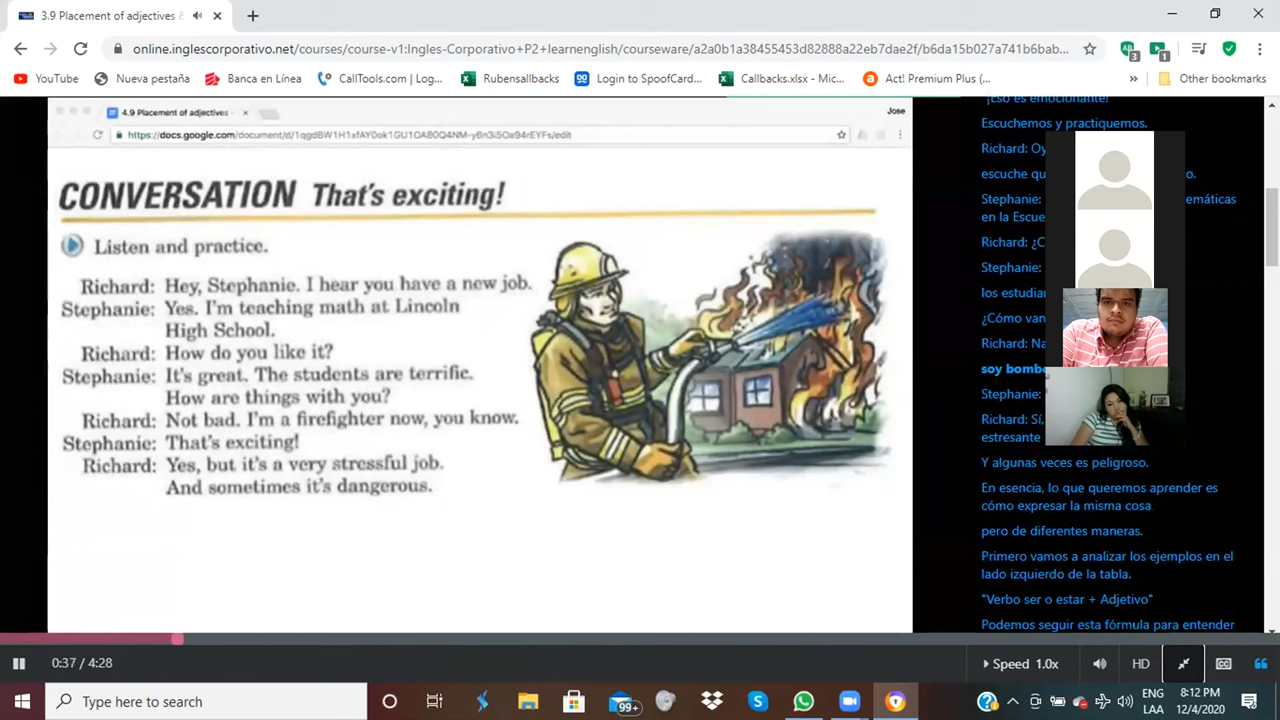 3.9 Placement of adjectives
online.inglescorporativo.net/courses/course-v1:Ingles-Corporativo+P2+learnenglish/courseware/a2a0b1a38455453d82888a22eb7dae2f/b6da15b027a741b6bab...
3
1
YouTube
Nueva pestaña
Banca en Línea
CallTools.com | Log...
Rubensallbacks
Login to SpoofCard...
Callbacks.xlsx - Mic...
Act! Premium Plus (...
»
Other bookmarks
4.9 Placement of adjectives -
Jose
CONVERSATION That's exciting!
Listen and practice.
Richard: Hey, Stephanie. I hear you have a new job.
Stephanie: Yes. I'm teaching math at Lincoln
High School.
Richard: How do you like it?
Stephanie: It's great. The students are terrific.
How are things with you?
Richard: Not bad. I'm a firefighter now, you know.
Stephanie: That's exciting!
Richard: Yes, but it's a very stressful job.
And sometimes it's dangerous.
¡Eso es emocionante!
Escuchemos y practiquemos.
Richard: Oy
escuche qu
o.
Stephanie:
emáticas
en la Escue
Richard: ¿C
Stephanie:
los estudian
¿Cómo van
Richard: Na
soy bombe
Stephanie:
Richard: Sí,
estresante
Y algunas veces es peligroso.
En esencia, lo que queremos aprender es
cómo expresar la misma cosa
pero de diferentes maneras.
Primero vamos a analizar los ejemplos en el
lado izquierdo de la tabla.
"Verbo ser o estar + Adjetivo"
Podemos seguir esta fórmula para entender
0:37 / 4:28
Speed 1.0x
HD
Type here to search
99+
ENG
LAA
8:12 PM
12/4/2020